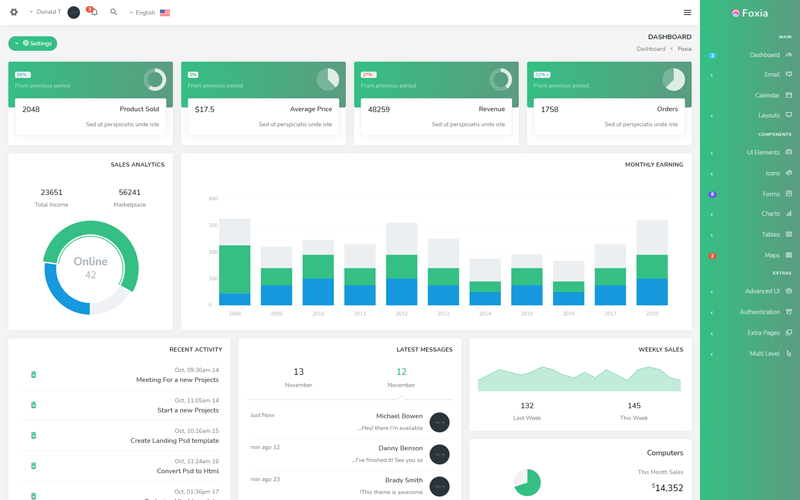 Donald T.
3
English
Foxia
Settings
DASHBOARD
Dashboard < Foxia
From previous period
2048 Product Sold
Sed ut perspiciatis unde iste
0%
From previous period
$17.5 Average Price
Sed ut perspiciatis unde iste
From previous period
48259 Revenue
Sed ut perspiciatis unde iste
From previous period
1758 Orders
Sed ut perspiciatis unde iste
SALES ANALYTICS
23651 56241
Total Income Marketplace
Online
42
MONTHLY EARNING
400
300
200
100
0
2009 2010 2011 2012 2013 2014 2015 2016 2017 2018
RECENT ACTIVITY
Oct, 09:30am 14
Meeting For a new Projects
Oct, 11:05am 14
Start a new Projects
Oct, 10:16am 15
Create Landing Psd template
Oct, 11:24am 16
Convert Psd to Html
Oct, 01:36pm 17
LATEST MESSAGES
13 12
November November
Just Now Michael Bowen
...Hey! there I'm available
min ago 12 Danny Benson
...I've finished it! See you so
min ago 23 Brady Smith
!This theme is awesome
WEEKLY SALES
132 145
Last Week This Week
Computers
This Month Sales
$14,352
MAIN
2 Dashboard
Email
Calendar
Layouts
COMPONENTS
UI Elements
Icons
8 Forms
Charts
Tables
2 Maps
EXTRAS
Advanced UI
Authentication
Extra Pages
Multi Level